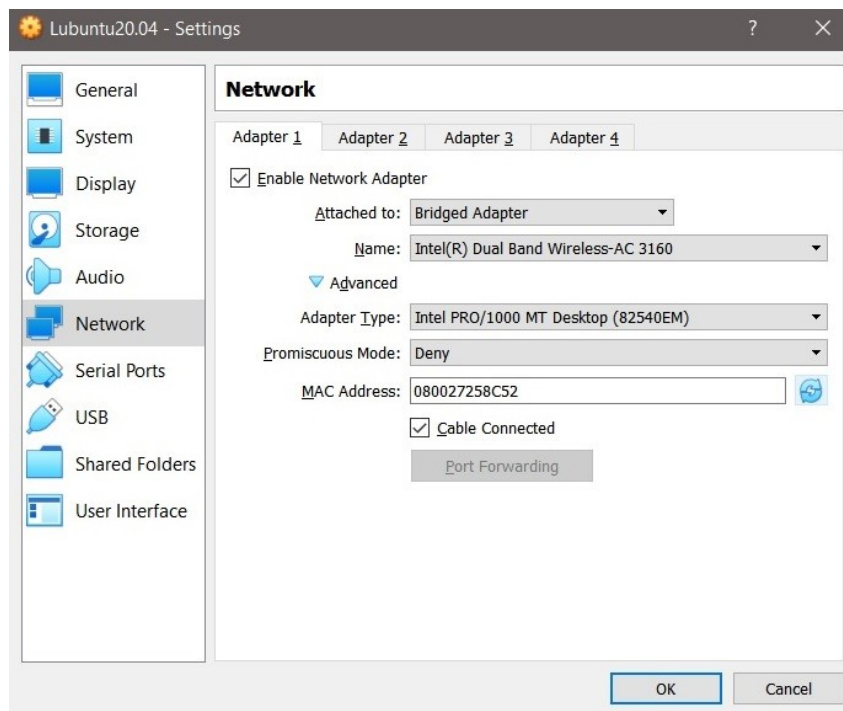 Lubuntu20.04 - Settings ? ×
General
System
Display
Storage
Audio
Network
Serial Ports
USB
Shared Folders
User Interface
Network
Adapter 1 Adapter 2 Adapter 3 Adapter 4
Enable Network Adapter
Attached to: Bridged Adapter
Name: Intel(R) Dual Band Wireless-AC 3160
Advanced
Adapter Type: Intel PRO/1000 MT Desktop (82540EM)
Promiscuous Mode: Deny
MAC Address: 080027258C52
Cable Connected
Port Forwarding
OK Cancel